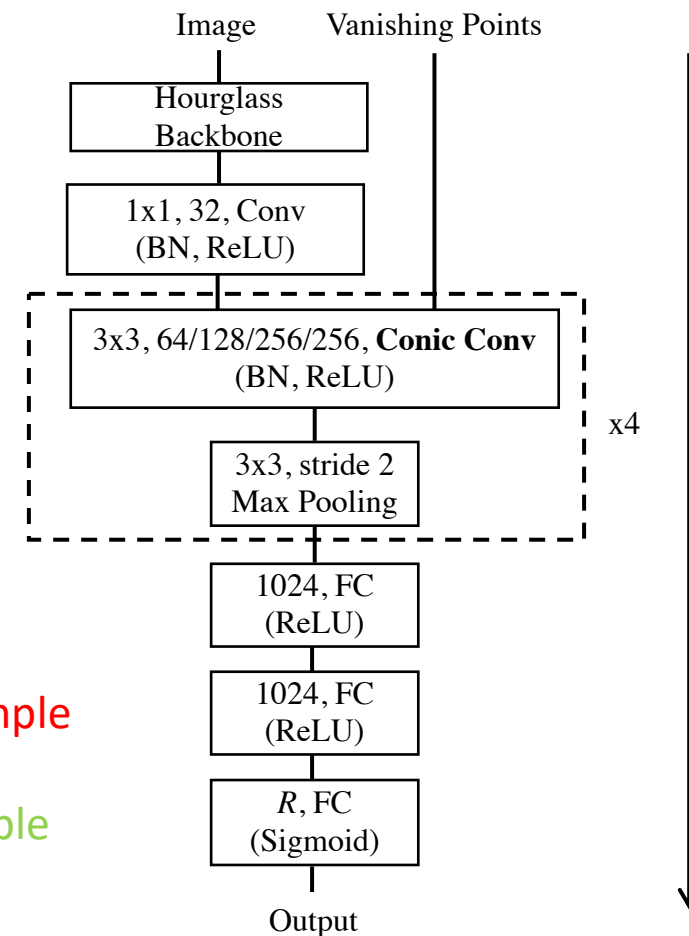 Image
Vanishing Points
Hourglass
Backbone
1x1, 32, Conv
(BN, ReLU)
3x3, 64/128/256/256, Conic Conv
(BN, ReLU)
x4
3x3, stride 2
Max Pooling
1024, FC
(ReLU)
1024, FC
(ReLU)
R, FC
(Sigmoid)
Output